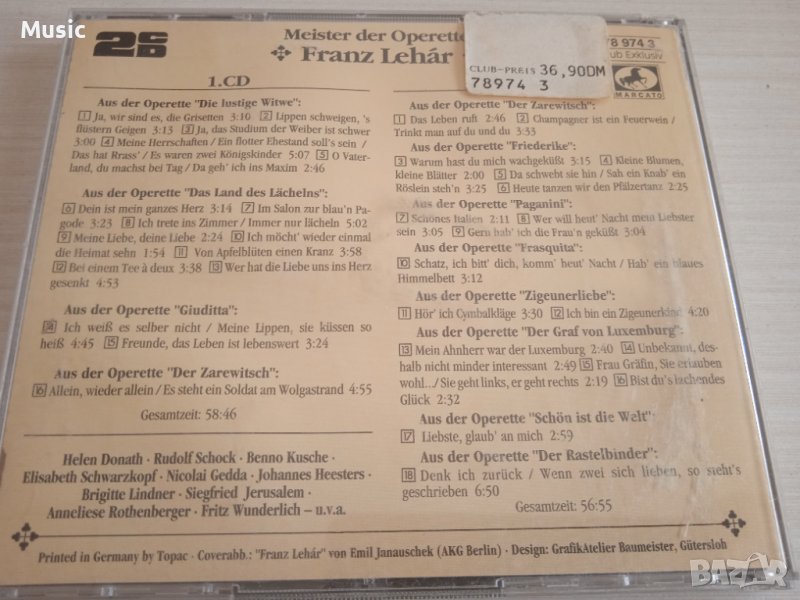 Music
2CD
Meister der Operette
Franz Lehár
CLUB-PREIS 36,90DM
78974 3
78 974 3
Club Exklusiv
MARCATO
1.CD
Aus der Operette "Die lustige Witwe":
1 Ja, wir sind es, die Grisetten 3:10 2 Lippen schweigen, 's
flüstern Geigen 3:13 3 Ja, das Studium der Weiber ist schwer
3:00 4 Meine Herrschaften / Ein flotter Ehestand soll's sein /
Das hat Rrass' / Es waren zwei Königskinder 5:07 5 O Vater-
land, du machst bei Tag / Da geh' ich ins Maxim 2:46
Aus der Operette "Das Land des Lächelns":
6 Dein ist mein ganzes Herz 3:14 7 Im Salon zur blau'n Pa-
gode 3:23 8 Ich trete ins Zimmer / Immer nur lächeln 5:02
9 Meine Liebe, deine Liebe 2:24 10 Ich möcht' wieder einmal
die Heimat sehn 1:54 11 Von Apfelblüten einen Kranz 3:58
12 Bei einem Tee à deux 3:38 13 Wer hat die Liebe uns ins Herz
gesenkt 4:53
Aus der Operette "Giuditta":
14 Ich weiß es selber nicht / Meine Lippen, sie küssen so
heiß 4:45 15 Freunde, das Leben ist lebenswert 3:24
Aus der Operette "Der Zarewitsch":
16 Allein, wieder allein / Es steht ein Soldat am Wolgastrand 4:55
Gesamtzeit: 58:46
Helen Donath · Rudolf Schock · Benno Kusche ·
Elisabeth Schwarzkopf · Nicolai Gedda · Johannes Heesters ·
Brigitte Lindner · Siegfried Jerusalem ·
Anneliese Rothenberger · Fritz Wunderlich – u.v.a.
Aus der Operette "Der Zarewitsch":
1 Das Leben ruft 2:46 2 Champagner ist ein Feuerwein /
Trinkt man auf du und du 3:33
Aus der Operette "Friederike":
3 Warum hast du mich wachgeküßt 3:15 4 Kleine Blumen,
kleine Blätter 2:00 5 Da schwebt sie hin / Sah ein Knab' ein
Röslein steh'n 3:25 6 Heute tanzen wir den Pfälzertanz 2:25
Aus der Operette "Paganini":
7 Schönes Italien 2:11 8 Wer will heut' Nacht mein Liebster
sein 3:05 9 Gern hab' ich die Frau'n geküßt 3:04
Aus der Operette "Frasquita":
10 Schatz, ich bitt' dich, komm' heut' Nacht / Hab' ein blaues
Himmelbett 3:12
Aus der Operette "Zigeunerliebe":
11 Hör' ich Cymbalkläge 3:30 12 Ich bin ein Zigeunerkind 4:20
Aus der Operette "Der Graf von Luxemburg":
13 Mein Ahnherr war der Luxemburg 2:40 14 Unbekannt, des-
halb nicht minder interessant 2:49 15 Frau Gräfin, Sie erlauben
wohl... / Sie geht links, er geht rechts 2:19 16 Bist du's lachendes
Glück 2:32
Aus der Operette "Schön ist die Welt":
17 Liebste, glaub' an mich 2:59
Aus der Operette "Der Rastelbinder":
18 Denk ich zurück / Wenn zwei sich lieben, so steht's
geschrieben 6:50
Gesamtzeit: 56:55
Printed in Germany by Topac · Coverabb.: "Franz Lehár" von Emil Janauschek (AKG Berlin) · Design: GrafikAtelier Baumeister, Gütersloh
BAZAR.bg